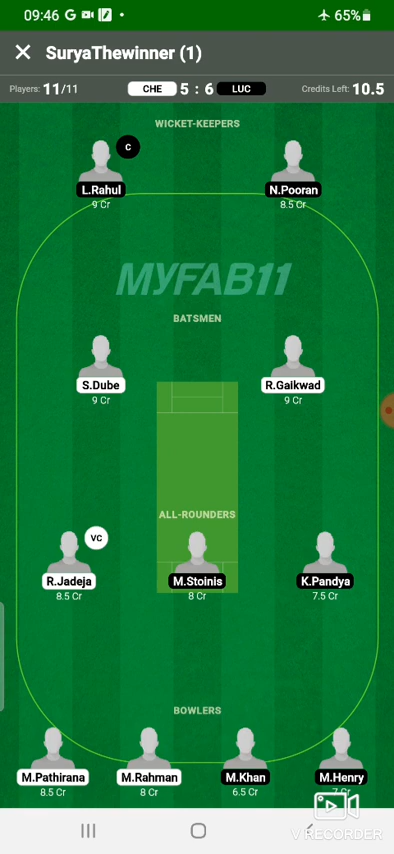 09:46 G 65%
SuryaThewinner (1)
Players: 11/11 CHE 5 : 6 LUC Credits Left: 10.5
WICKET-KEEPERS
C
L.Rahul N.Pooran
9 Cr 8.5 Cr
MYFAB11
BATSMEN
S.Dube R.Gaikwad
9 Cr 9 Cr
ALL-ROUNDERS
VC
R.Jadeja M.Stoinis K.Pandya
8.5 Cr 8 Cr 7.5 Cr
BOWLERS
M.Pathirana M.Rahman M.Khan M.Henry
8.5 Cr 8 Cr 6.5 Cr 7 Cr
V RECORDER